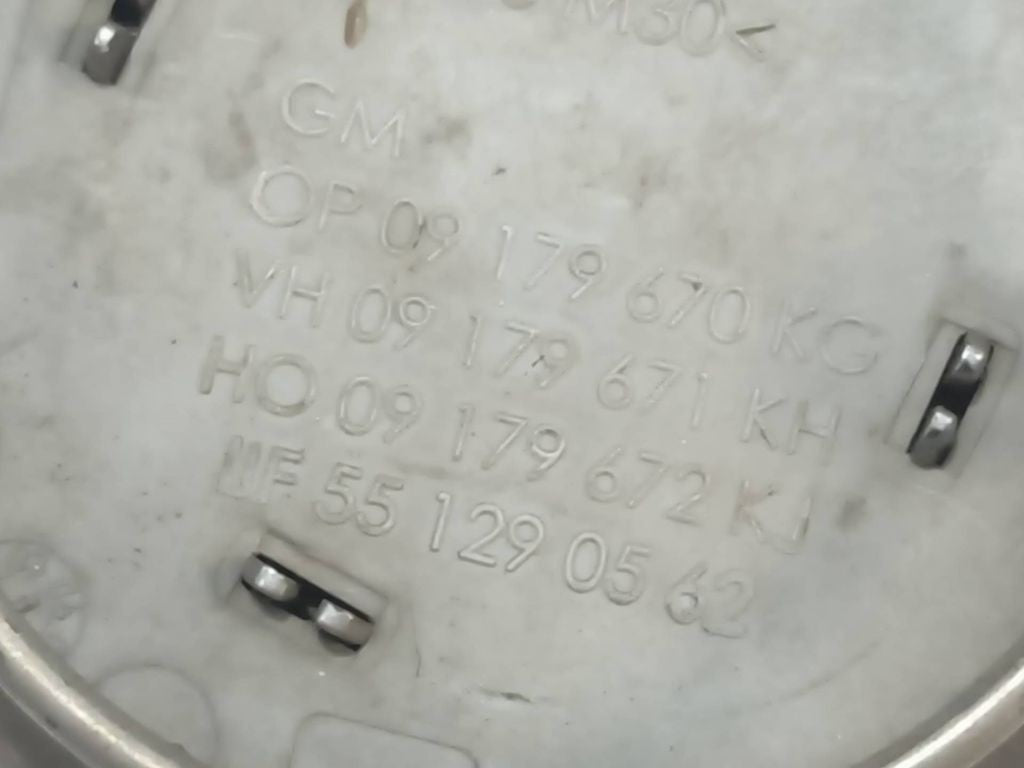 M30<
GM
OP 09 179 670 KG
VH 09 179 671 KH
HO 09 179 672 KJ
55 129 05 62